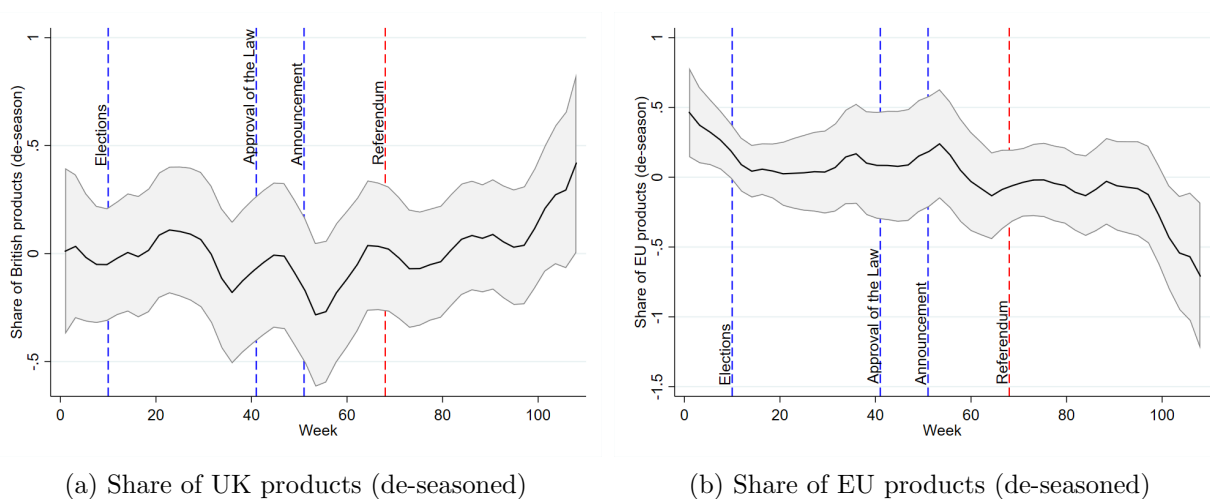 Share of British products (de-season)
1
.5
0
-.5
Elections
Approval of the Law
Announcement
Referendum
0 20 40 60 80 100
Week
(a) Share of UK products (de-seasoned)
Share of EU products (de-season)
1
.5
0
-.5
-1
-1.5
Elections
Approval of the Law
Announcement
Referendum
0 20 40 60 80 100
Week
(b) Share of EU products (de-seasoned)